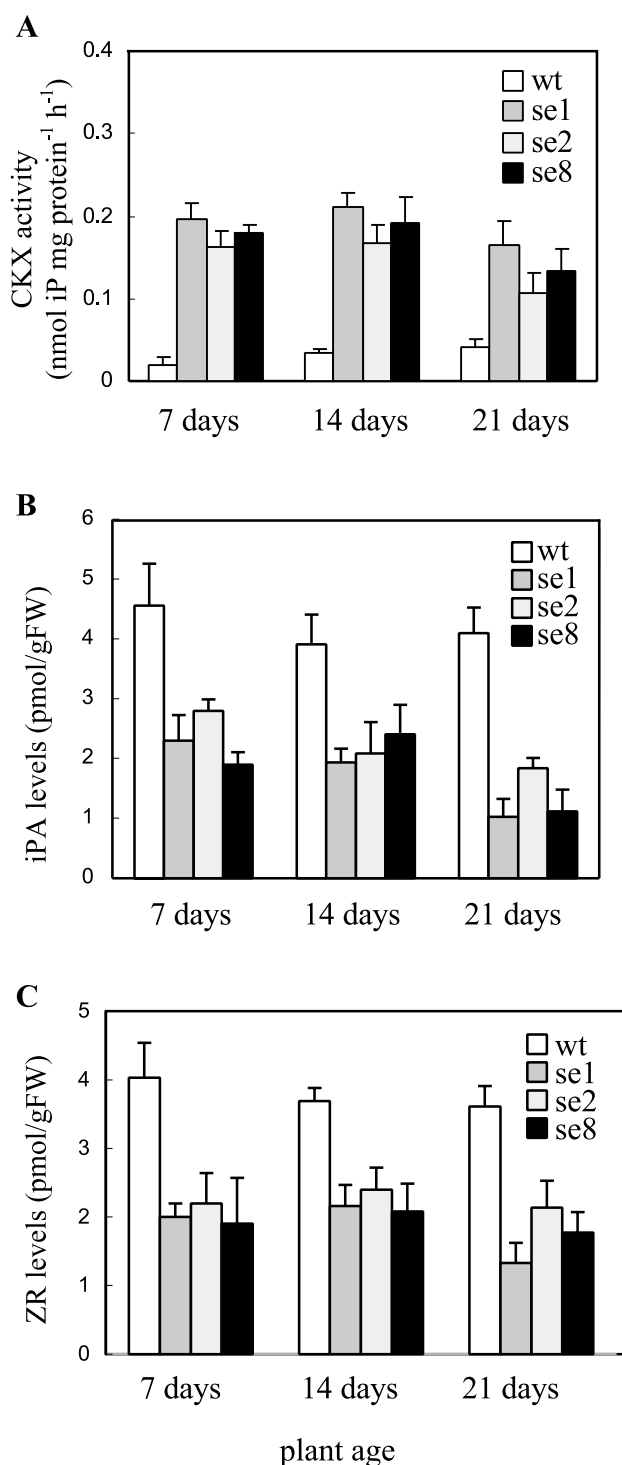 A
0.4
0.3
0.2
0.1
0
CKX activity
(nmol iP mg protein⁻¹ h⁻¹)
wt
se1
se2
se8
7 days 14 days 21 days
B
6
5
4
3
2
1
0
iPA levels (pmol/gFW)
wt
se1
se2
se8
7 days 14 days 21 days
C
5
4
3
2
1
0
ZR levels (pmol/gFW)
wt
se1
se2
se8
7 days 14 days 21 days
plant age